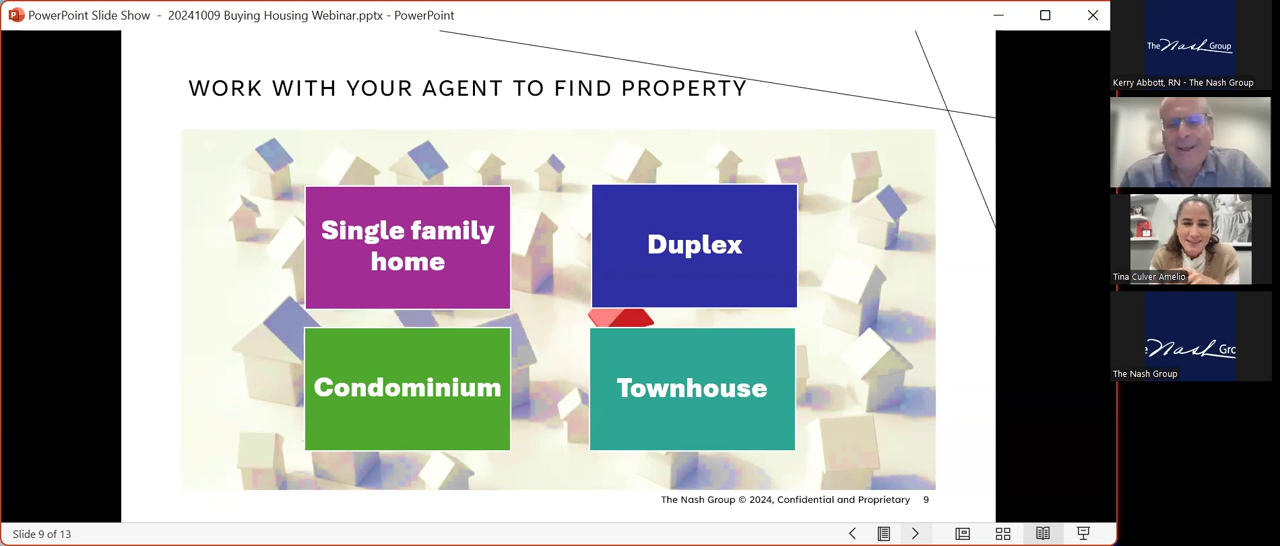 PowerPoint Slide Show - 20241009 Buying Housing Webinar.pptx - PowerPoint
WORK WITH YOUR AGENT TO FIND PROPERTY
Single family
home
Duplex
Condominium
Townhouse
The Nash Group © 2024, Confidential and Proprietary 9
Slide 9 of 13
The Nash Group
Kerry Abbott, RN - The Nash Group
Tina Culver Amelio
Nash
The Nash Group